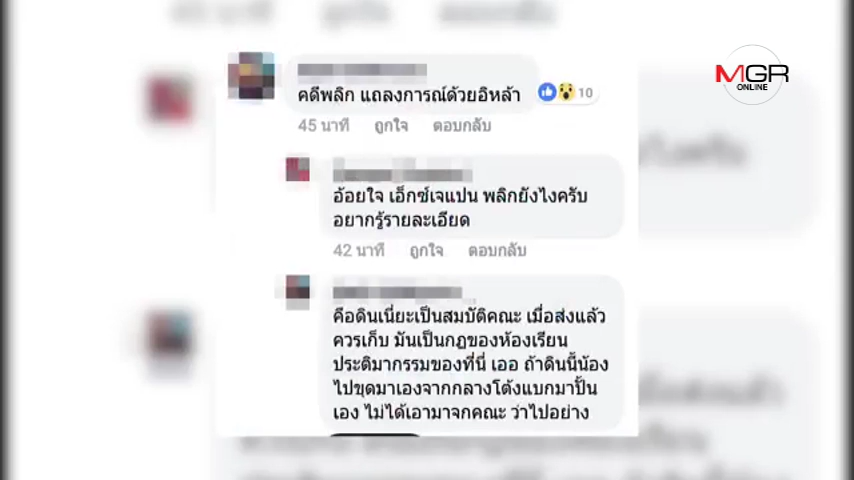 MGR
ONLINE
คดีพลิก แถลงการณ์ด้วยอิหล้า
10
45 นาที ถูกใจ ตอบกลับ
อ้อยใจ เอ็กซ์เจแปน พลิกยังไงครับ
อยากรู้รายละเอียด
42 นาที ถูกใจ ตอบกลับ
คือดินเนี่ยะเป็นสมบัติคณะ เมื่อส่งแล้ว
ควรเก็บ มันเป็นกฎของห้องเรียน
ประติมากรรมของที่นี่ เออ ถ้าดินนี้น้อง
ไปขุดมาเองจากกลางโต้งแบกมาปั้น
เอง ไม่ได้เอามาจกคณะ ว่าไปอย่าง